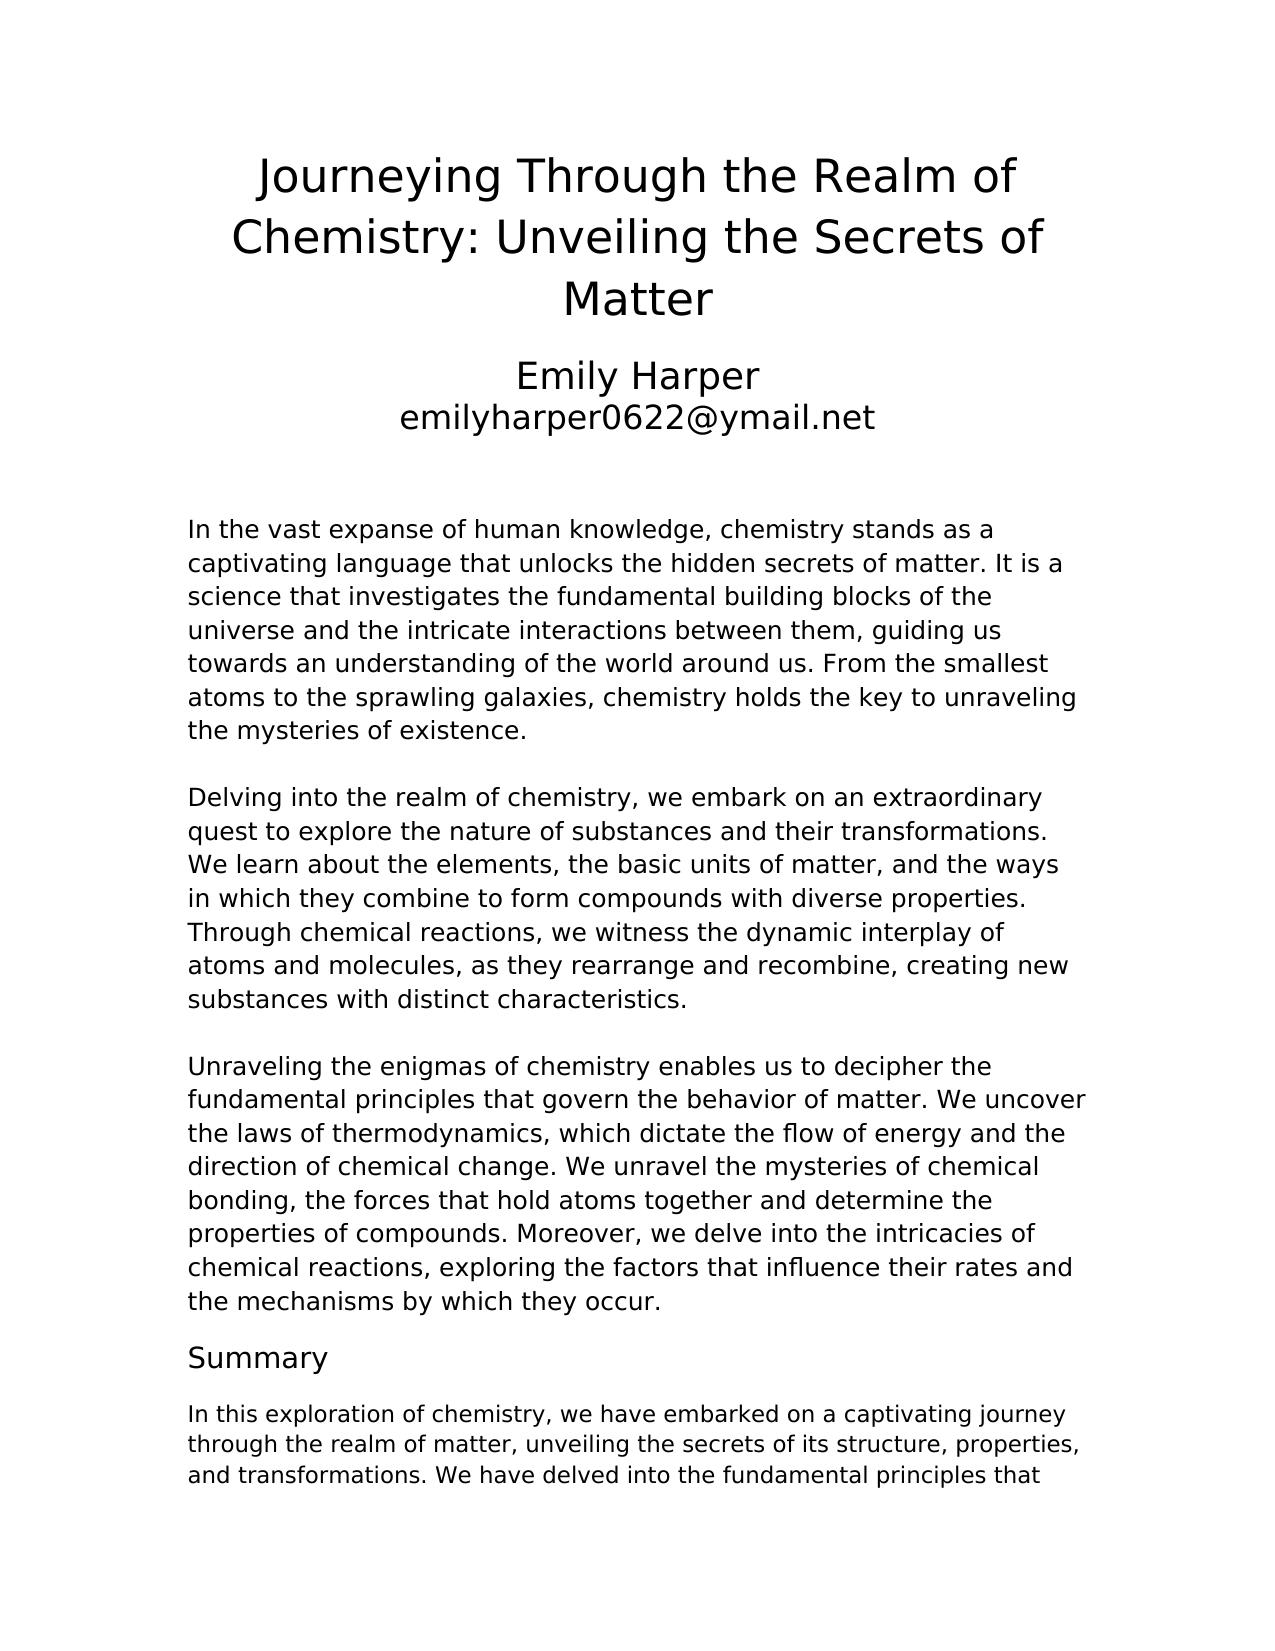 Journeying Through the Realm of
Chemistry: Unveiling the Secrets of
Matter
Emily Harper
emilyharper0622@ymail.net
In the vast expanse of human knowledge, chemistry stands as a
captivating language that unlocks the hidden secrets of matter. It is a
science that investigates the fundamental building blocks of the
universe and the intricate interactions between them, guiding us
towards an understanding of the world around us. From the smallest
atoms to the sprawling galaxies, chemistry holds the key to unraveling
the mysteries of existence.
Delving into the realm of chemistry, we embark on an extraordinary
quest to explore the nature of substances and their transformations.
We learn about the elements, the basic units of matter, and the ways
in which they combine to form compounds with diverse properties.
Through chemical reactions, we witness the dynamic interplay of
atoms and molecules, as they rearrange and recombine, creating new
substances with distinct characteristics.
Unraveling the enigmas of chemistry enables us to decipher the
fundamental principles that govern the behavior of matter. We uncover
the laws of thermodynamics, which dictate the flow of energy and the
direction of chemical change. We unravel the mysteries of chemical
bonding, the forces that hold atoms together and determine the
properties of compounds. Moreover, we delve into the intricacies of
chemical reactions, exploring the factors that influence their rates and
the mechanisms by which they occur.
Summary
In this exploration of chemistry, we have embarked on a captivating journey
through the realm of matter, unveiling the secrets of its structure, properties,
and transformations. We have delved into the fundamental principles that